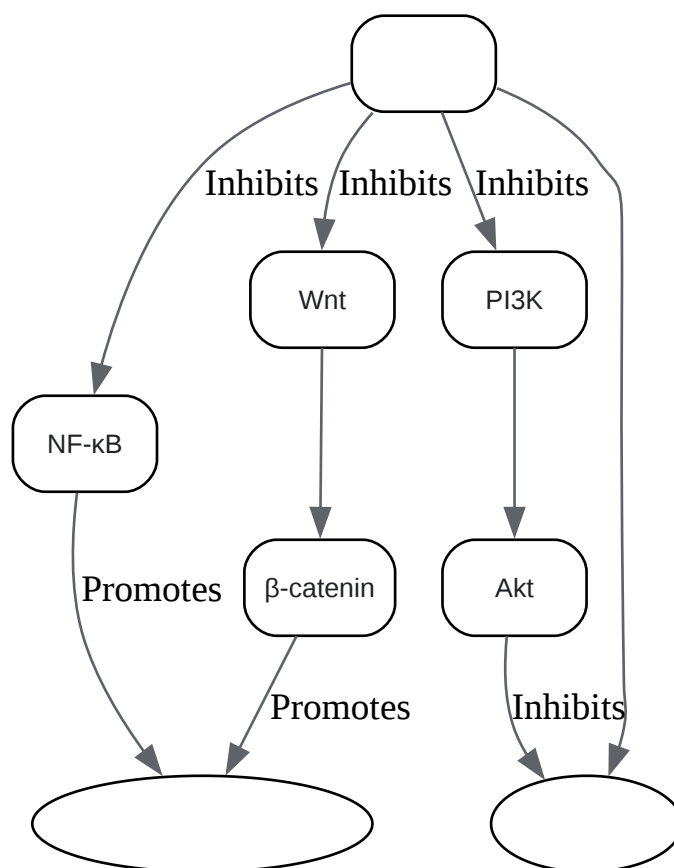 Inhibits Inhibits Inhibits
Wnt PI3K
NF-κB
Promotes
β-catenin Akt
Promotes Inhibits